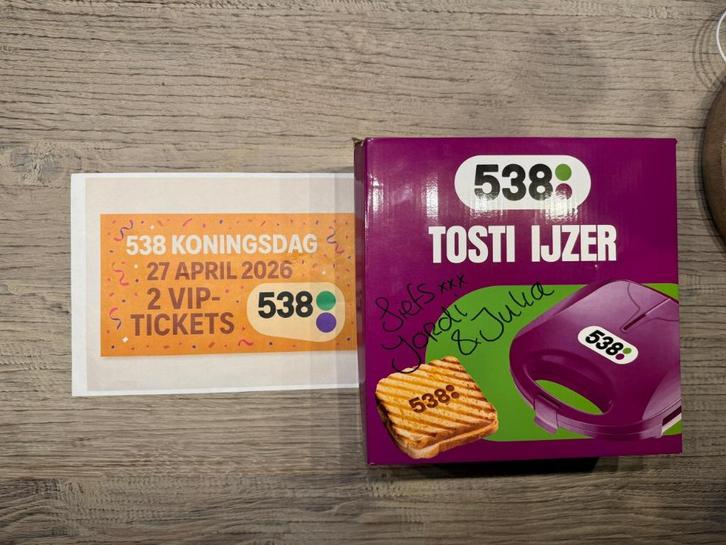 538 KONINGSDAG
27 APRIL 2026
2 VIP-
TICKETS
538
538
TOSTI IJZER
Liefs xxx
Jordi
& Julia
538
538